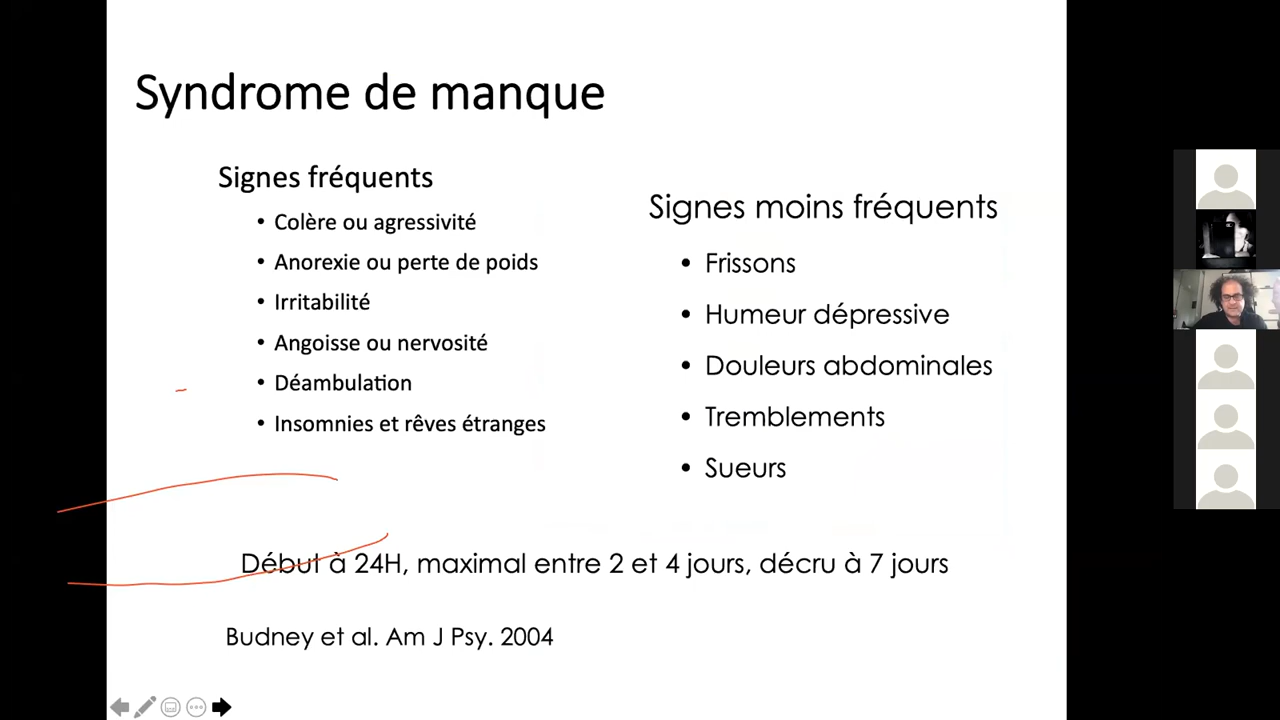 Syndrome de manque
Signes fréquents
• Colère ou agressivité
• Anorexie ou perte de poids
• Irritabilité
• Angoisse ou nervosité
• Déambulation
• Insomnies et rêves étranges
Signes moins fréquents
• Frissons
• Humeur dépressive
• Douleurs abdominales
• Tremblements
• Sueurs
Début à 24H, maximal entre 2 et 4 jours, décru à 7 jours
Budney et al. Am J Psy. 2004